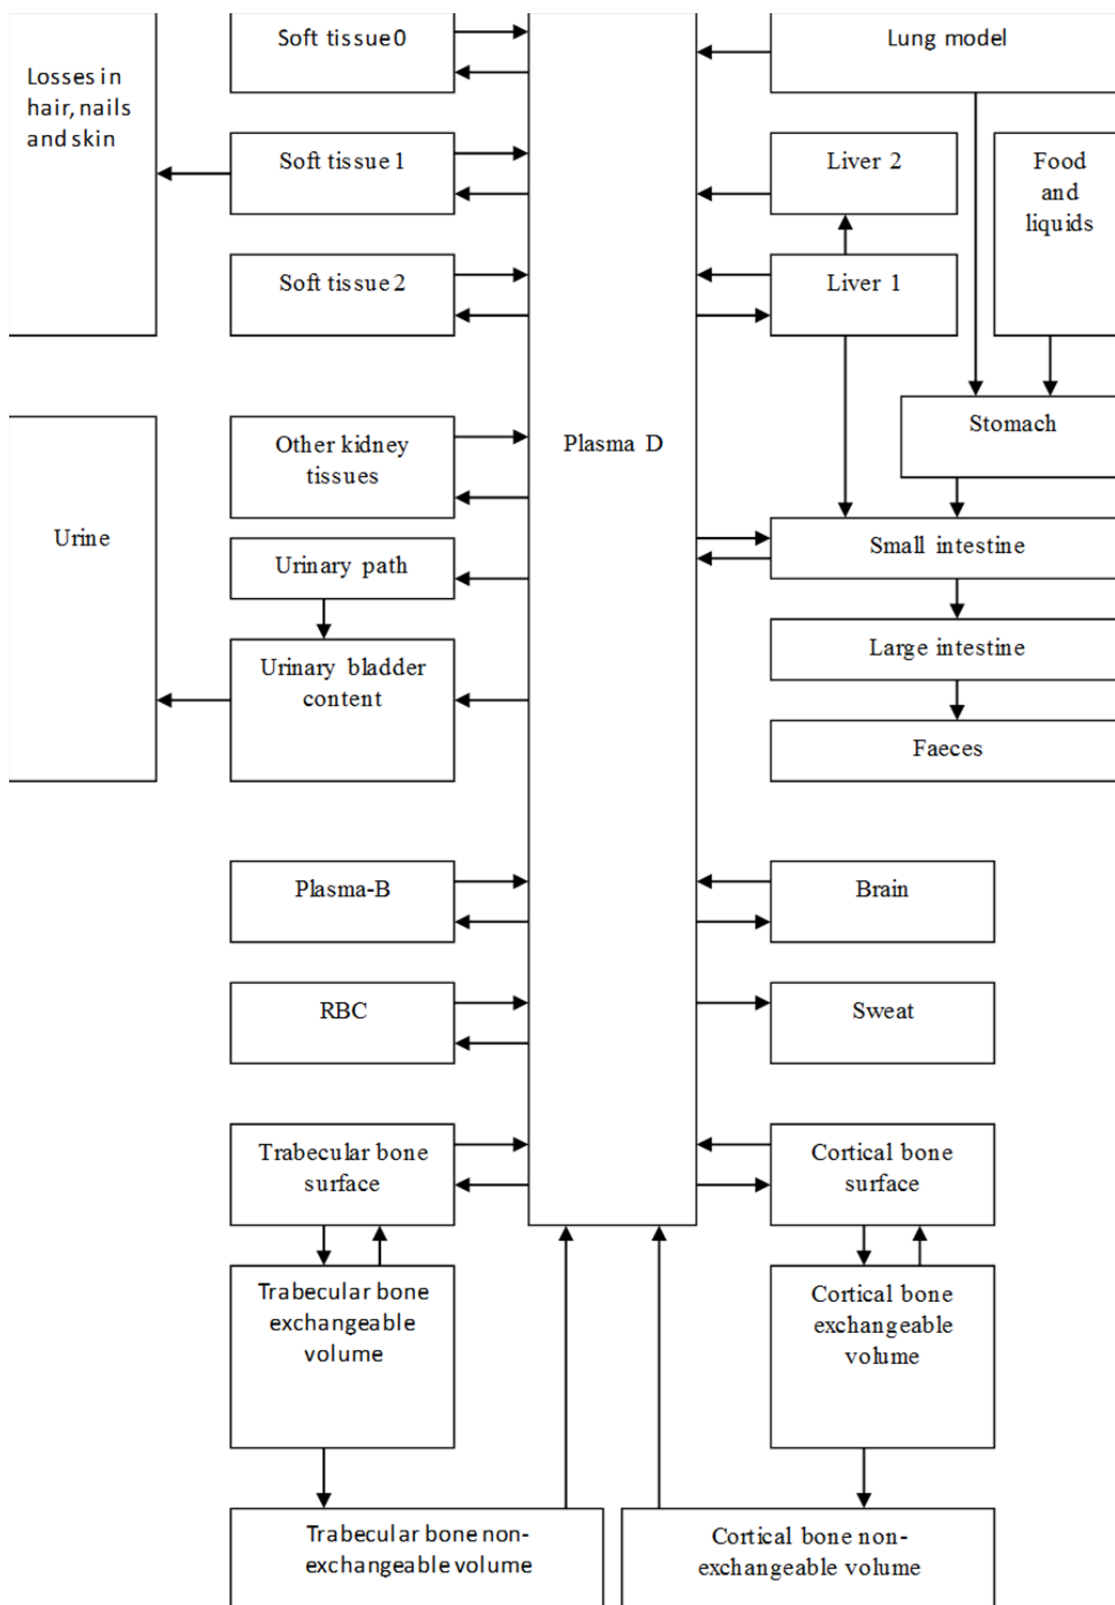 Losses in
hair, nails
and skin
Soft tissue 0
Lung model
Soft tissue 1
Liver 2
Food
and
liquids
Soft tissue 2
Liver 1
Other kidney
tissues
Plasma D
Stomach
Urine
Urinary path
Small intestine
Urinary bladder
content
Large intestine
Faeces
Plasma-B
Brain
RBC
Sweat
Trabecular bone
surface
Cortical bone
surface
Trabecular bone
exchangeable
volume
Cortical bone
exchangeable
volume
Trabecular bone non-
exchangeable volume
Cortical bone non-
exchangeable volume